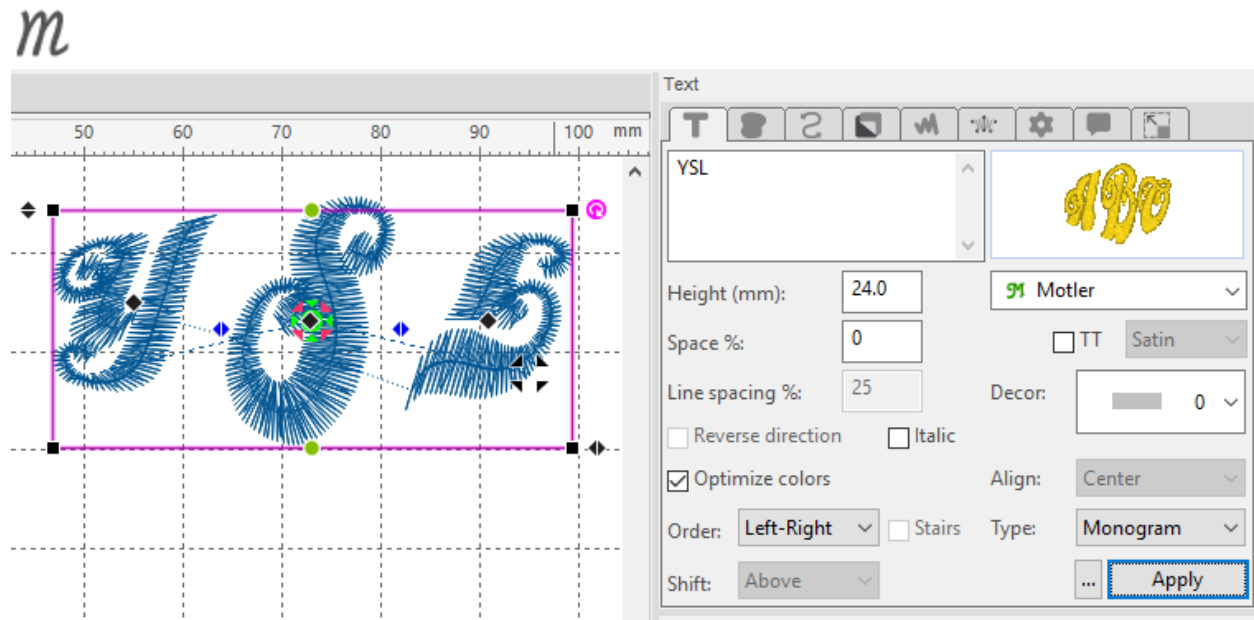 m
Text
50 60 70 80 90 100 mm
T
YSL
ABC
Height (mm): 24.0
M Motler
Space %: 0
TT Satin
Line spacing %: 25
Decor: 0
Reverse direction Italic
Optimize colors
Align: Center
Order: Left-Right Stairs Type: Monogram
Shift: Above ... Apply
YSL